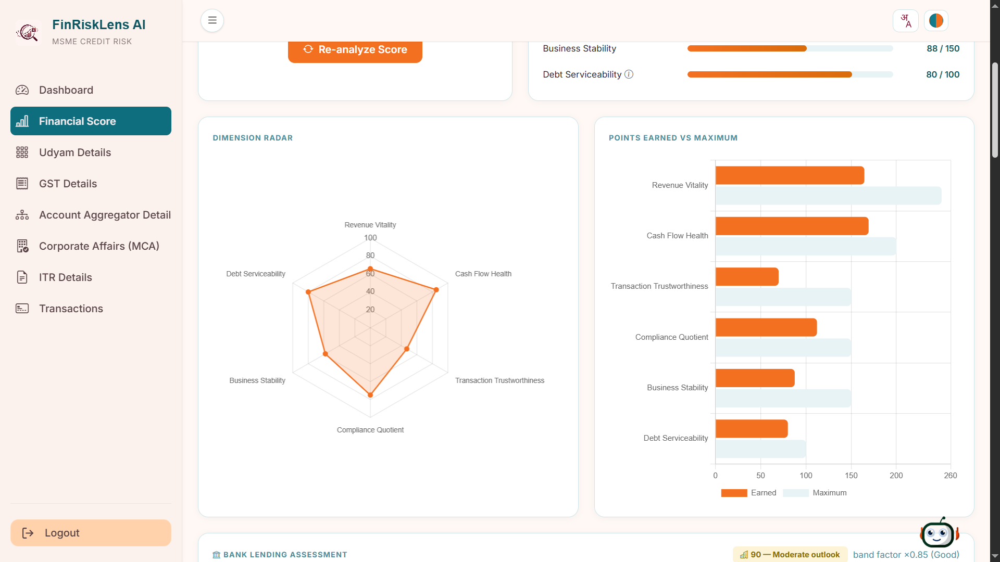 FinRiskLens AI
MSME CREDIT RISK
Dashboard
Financial Score
Udyam Details
GST Details
Account Aggregator Detail
Corporate Affairs (MCA)
ITR Details
Transactions
Logout
अ
A
Re-analyze Score
Business Stability
88 / 150
Debt Serviceability
80 / 100
DIMENSION RADAR
Revenue Vitality
100
80
60
40
20
Debt Serviceability
Cash Flow Health
Business Stability
Transaction Trustworthiness
Compliance Quotient
POINTS EARNED VS MAXIMUM
Revenue Vitality
Cash Flow Health
Transaction Trustworthiness
Compliance Quotient
Business Stability
Debt Serviceability
0 50 100 150 200 260
Earned Maximum
BANK LENDING ASSESSMENT
90 — Moderate outlook
band factor ×0.85 (Good)